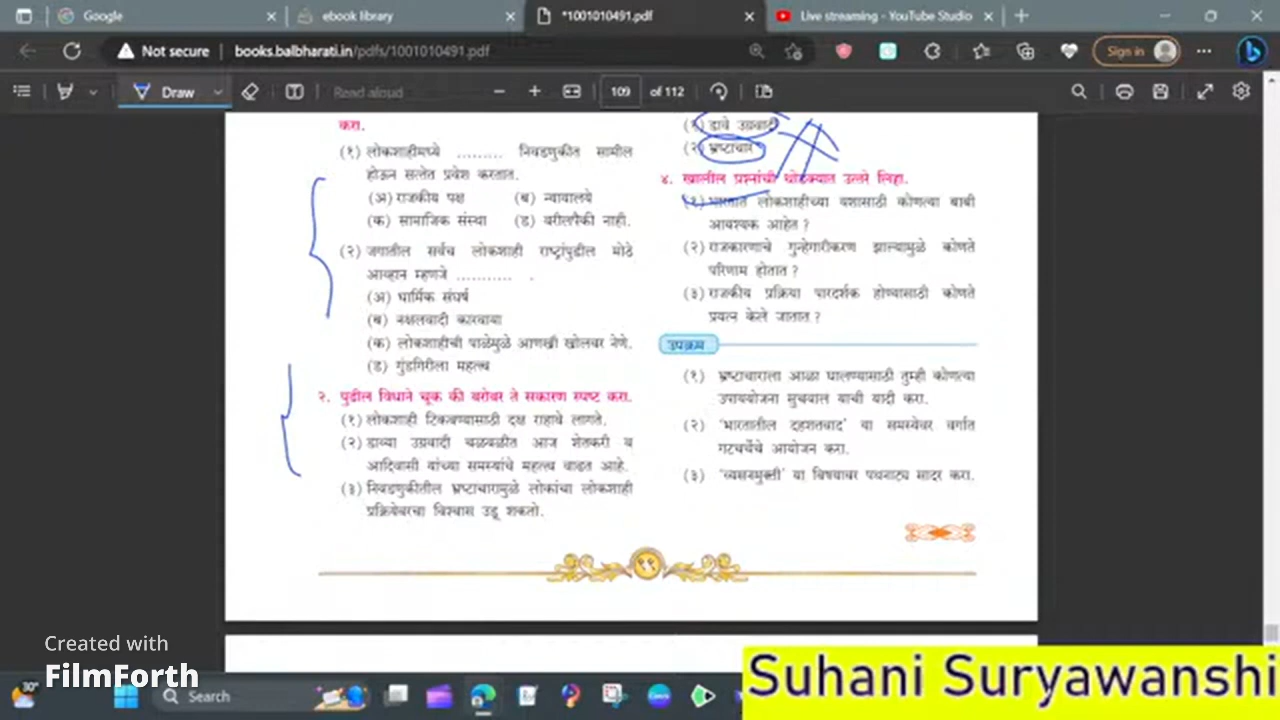 Google
ebook library
*1001010491.pdf
Live streaming - YouTube Studio
Not secure
books.balbharati.in/pdfs/1001010491.pdf
Sign in
Draw
Read aloud
109 of 112
करा.
(१) लोकशाहीमध्ये ......... निवडणुकीत सामील
होऊन सत्तेत प्रवेश करतात.
(अ) राजकीय पक्ष (ब) न्यायालये
(क) सामाजिक संस्था (ड) वरीलपैकी नाही.
(२) जगातील सर्वच लोकशाही राष्ट्रांपुढील मोठे
आव्हान म्हणजे ........... .
(अ) धार्मिक संघर्ष
(ब) नक्षलवादी कारवाया
(क) लोकशाहीची पाळेमुळे आणखी खोलवर नेणे.
(ड) गुंडगिरीला महत्त्व
२. पुढील विधाने चूक की बरोबर ते सकारण स्पष्ट करा.
(१) लोकशाही टिकवण्यासाठी दक्ष राहावे लागते.
(२) डाव्या उग्रवादी चळवळीत आज शेतकरी व
आदिवासी यांच्या समस्यांचे महत्त्व वाढत आहे.
(३) निवडणुकीतील भ्रष्टाचारामुळे लोकांचा लोकशाही
प्रक्रियेवरचा विश्वास उडू शकतो.
(१) डावे उग्रवादी
(२) भ्रष्टाचार
४. खालील प्रश्नांची थोडक्यात उत्तरे लिहा.
(१) भारतात लोकशाहीच्या यशासाठी कोणत्या बाबी
आवश्यक आहेत ?
(२) राजकारणाचे गुन्हेगारीकरण झाल्यामुळे कोणते
परिणाम होतात ?
(३) राजकीय प्रक्रिया पारदर्शक होण्यासाठी कोणते
प्रयत्न केले जातात ?
उपक्रम
(१) भ्रष्टाचाराला आळा घालण्यासाठी तुम्ही कोणत्या
उपाययोजना सुचवाल याची यादी करा.
(२) ‘भारतातील दहशतवाद’ या समस्येवर वर्गात
गटचर्चेचे आयोजन करा.
(३) ‘व्यसनमुक्ती’ या विषयावर पथनाट्य सादर करा.
Created with
FilmForth
30°
Search
Suhani Suryawanshi